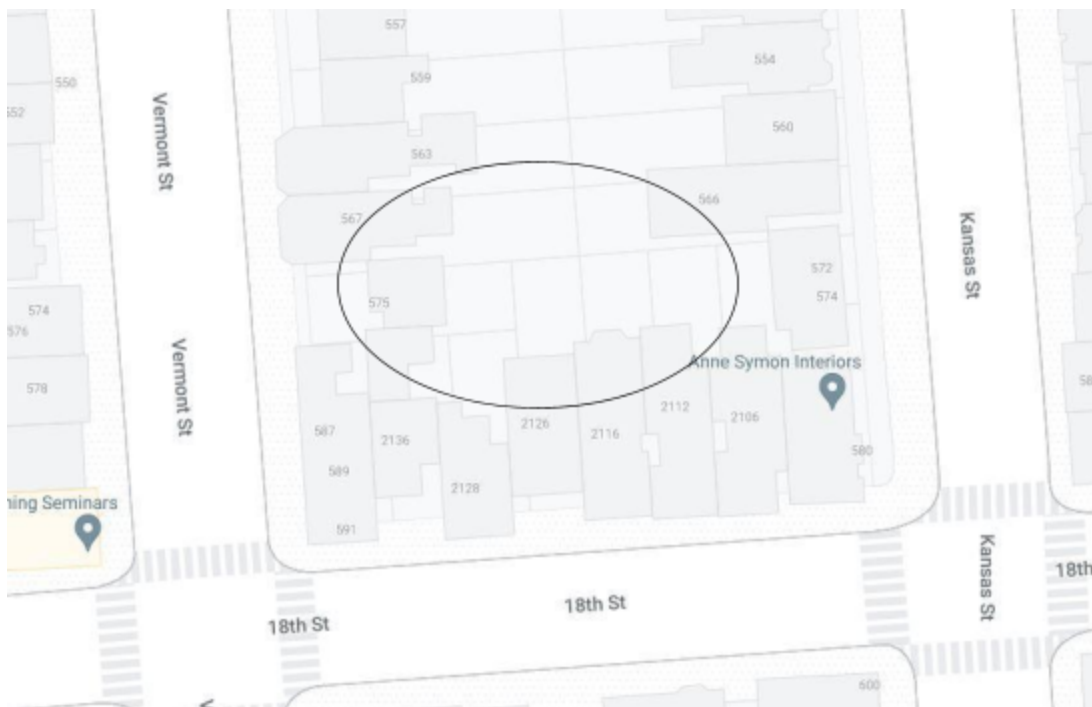 557
550
559
554
552
Vermont St
560
563
566
567
Kansas St
572
574
575
574
576
Vermont St
578
Anne Symon Interiors
2126
2116
2112
2106
587
2136
580
589
2128
ning Seminars
591
Kansas St
18th
18th St
18th St
600